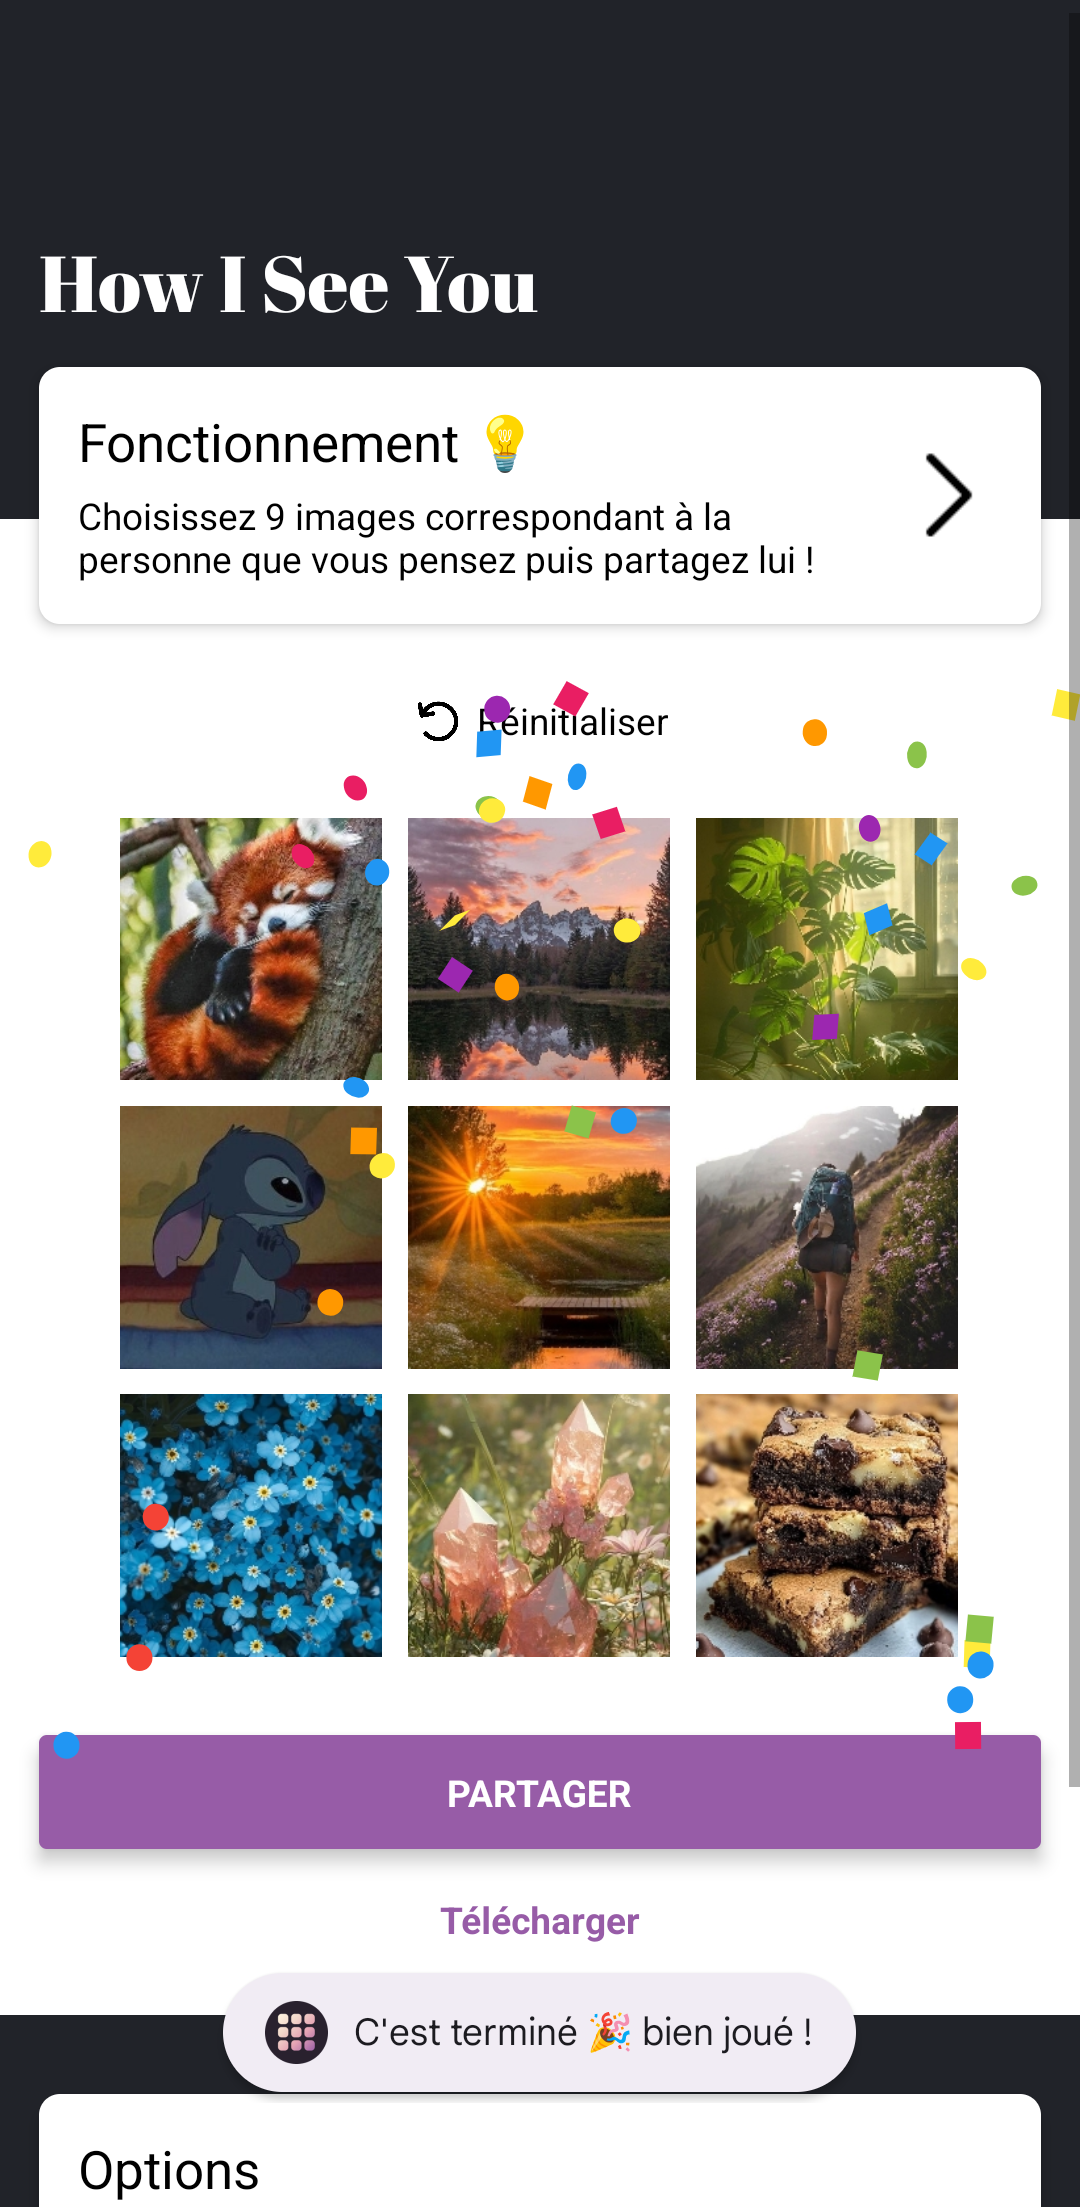 How I See You
Fonctionnement 💡
Choisissez 9 images correspondant à la
personne que vous pensez puis partagez lui !
Réinitialiser
PARTAGER
Télécharger
C'est terminé 🎉 bien joué !
Options